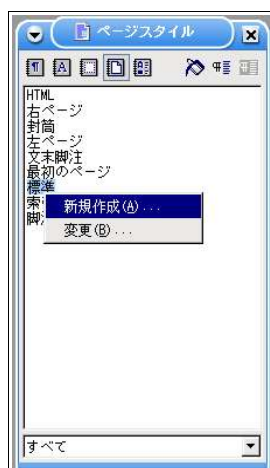 ページスタイル
HTML
右ページ
封筒
左ページ
文末脚注
最初のページ
標準
索
脚
新規作成(A)...
変更(B)...
すべて